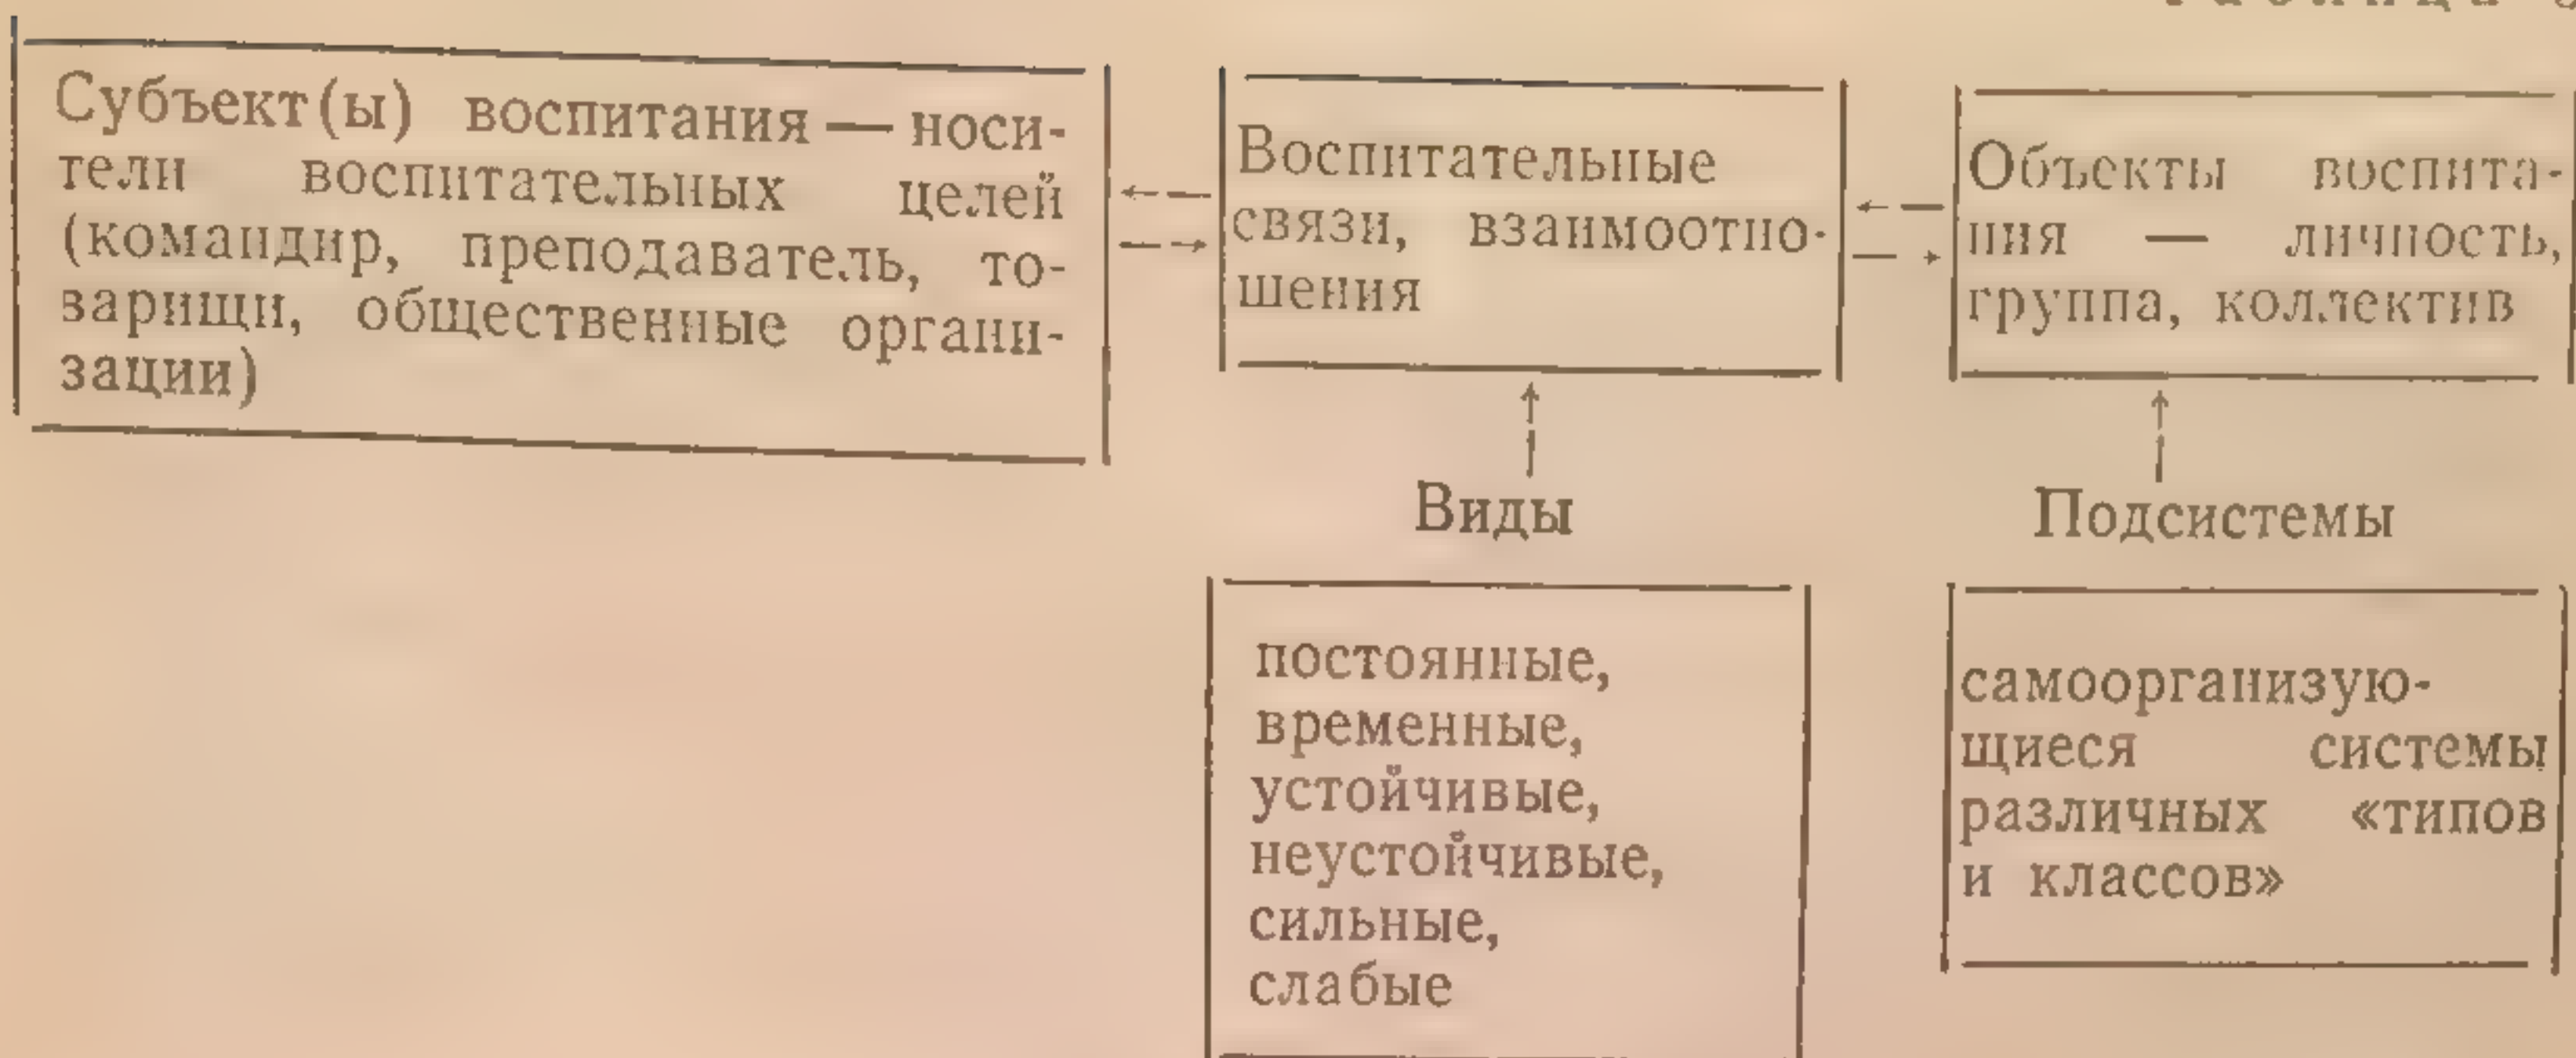 Субъект(ы) воспитания — носи-
тели воспитательных целей
(командир, преподаватель, то-
варищи, общественные органи-
зации)
Воспитательные
связи, взаимоотно-
шения
Объекты воспита-
ния — личность,
группа, коллектив
Виды
Подсистемы
постоянные,
временные,
устойчивые,
неустойчивые,
сильные,
слабые
самоорганизую-
щиеся системы
различных «типов
и классов»